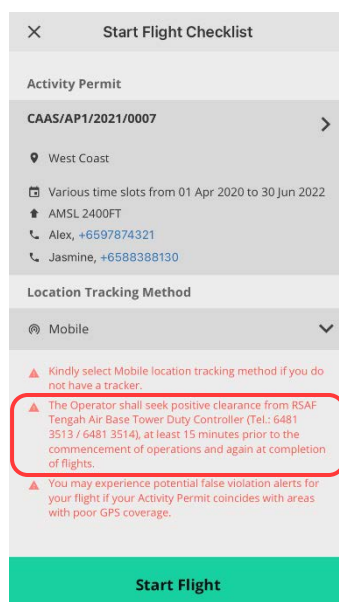 Start Flight Checklist
Activity Permit
CAAS/AP1/2021/0007
West Coast
Various time slots from 01 Apr 2020 to 30 Jun 2022
AMSL 2400FT
Alex, +6597874321
Jasmine, +6588388130
Location Tracking Method
Mobile
Kindly select Mobile location tracking method if you do
not have a tracker.
The Operator shall seek positive clearance from RSAF
Tengah Air Base Tower Duty Controller (Tel.: 6481
3513 / 6481 3514), at least 15 minutes prior to the
commencement of operations and again at completion
of flights.
You may experience potential false violation alerts for
your flight if your Activity Permit coincides with areas
with poor GPS coverage.
Start Flight